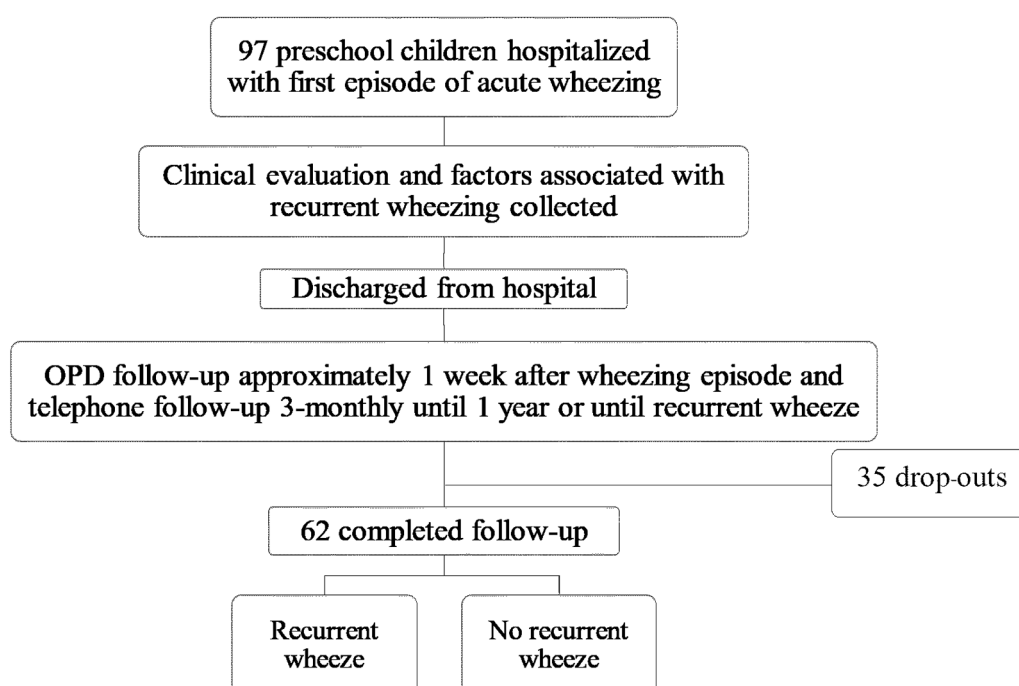 97 preschool children hospitalized
with first episode of acute wheezing
Clinical evaluation and factors associated with
recurrent wheezing collected
Discharged from hospital
OPD follow-up approximately 1 week after wheezing episode and
telephone follow-up 3-monthly until 1 year or until recurrent wheeze
35 drop-outs
62 completed follow-up
Recurrent
wheeze
No recurrent
wheeze